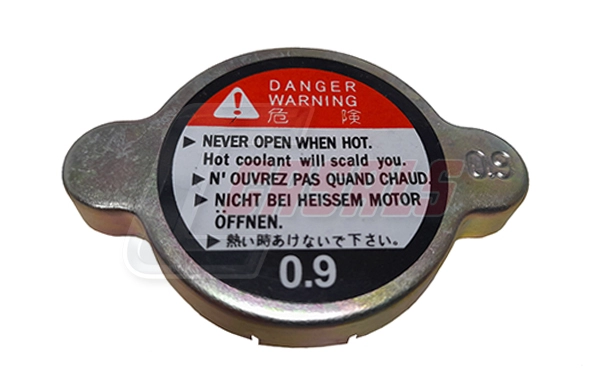 DANGER
WARNING
危 険
▶ NEVER OPEN WHEN HOT.
Hot coolant will scald you.
▶ N'OUVREZ PAS QUAND CHAUD.
▶ NICHT BEI HEISSEM MOTOR
ÖFFNEN.
▶ 熱い時あけないで下さい。
0.9
0.9